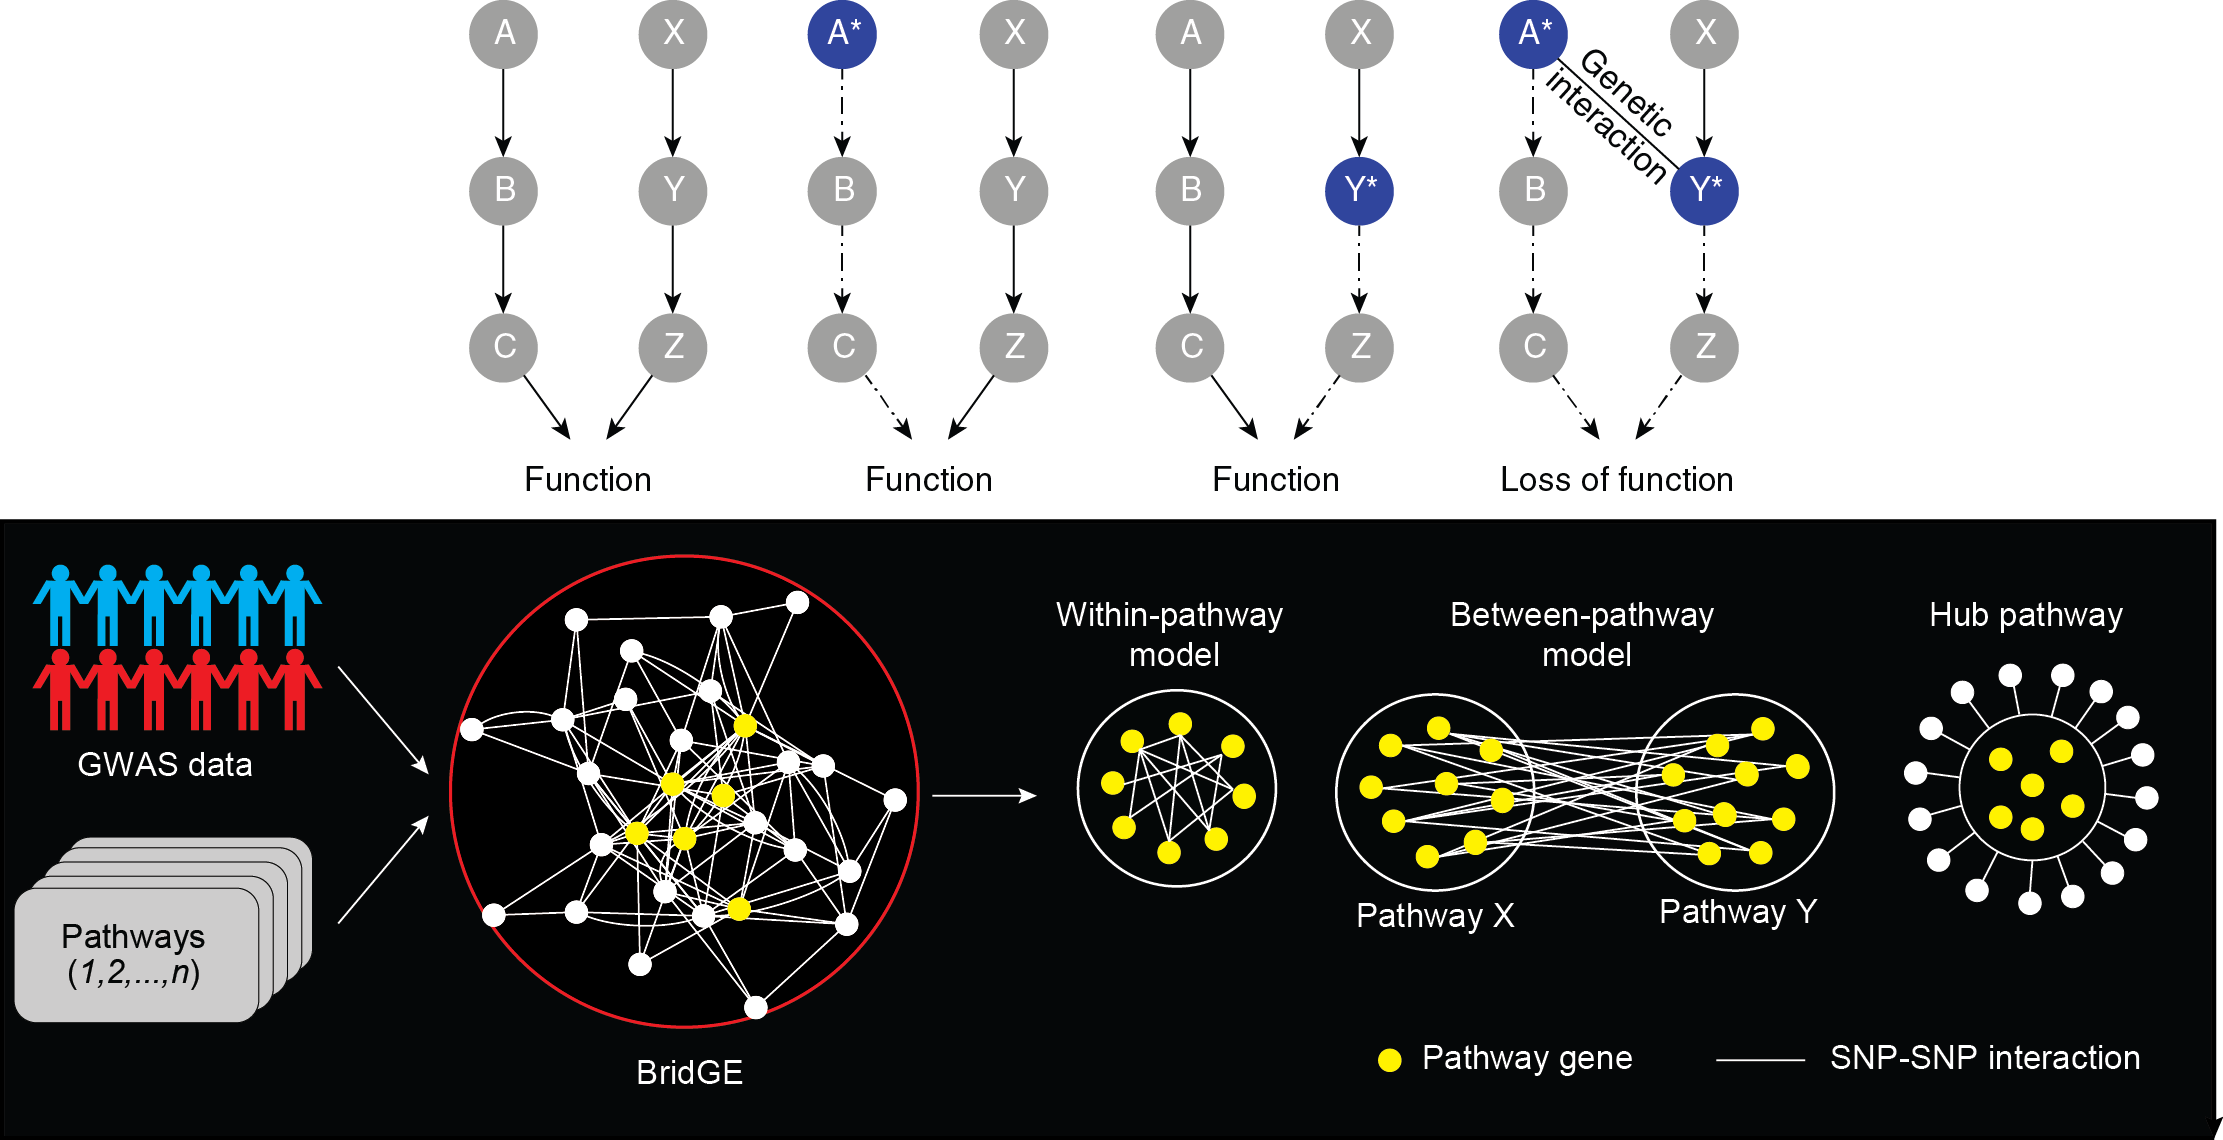 A X A* X A X A* X
Genetic
interaction
B Y B Y B Y* B Y*
C Z C Z C Z C Z
Function Function Function Loss of function
GWAS data
Pathways
(1,2,...,n)
BridGE
Within-pathway
model
Between-pathway
model
Hub pathway
Pathway X
Pathway Y
Pathway gene
SNP-SNP interaction